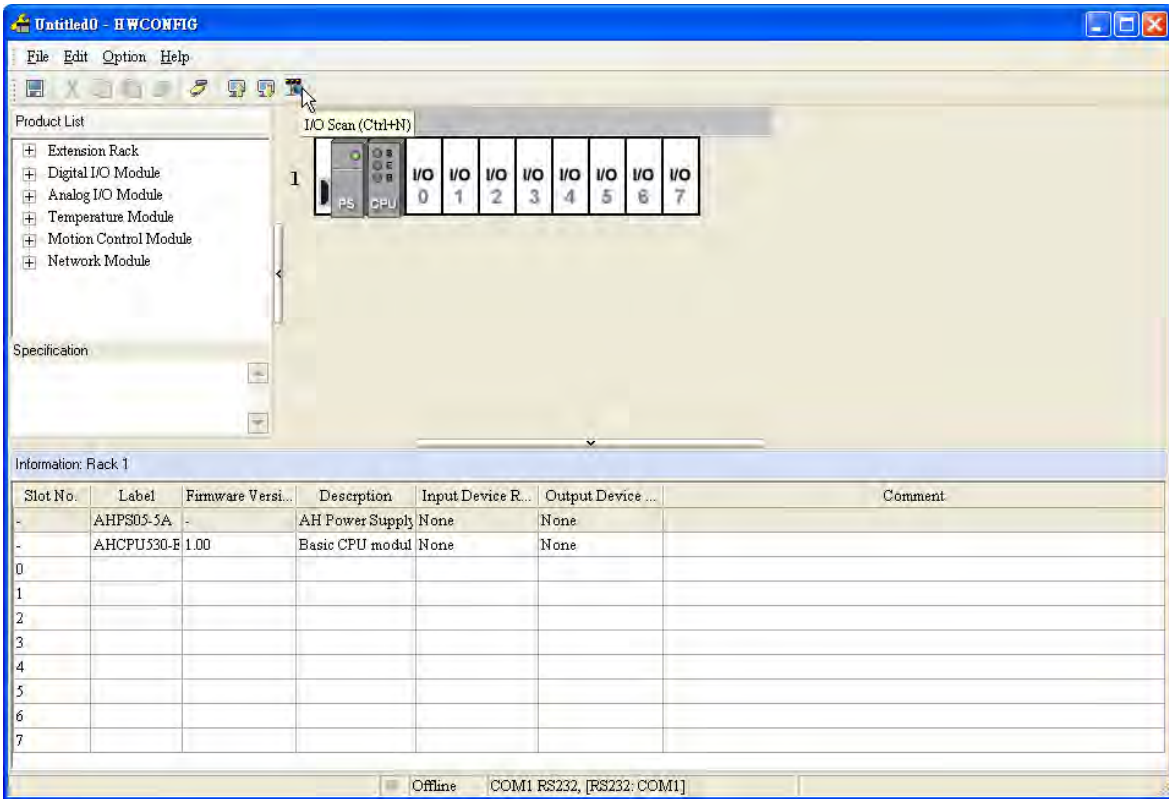 Untitled0 - HWCONFIG
File Edit Option Help
Product List
I/O Scan (Ctrl+N)
Extension Rack
Digital I/O Module
Analog I/O Module
Temperature Module
Motion Control Module
Network Module
1
PS CPU I/O 0 I/O 1 I/O 2 I/O 3 I/O 4 I/O 5 I/O 6 I/O 7
Specification
Information: Rack 1
Slot No. Label Firmware Versi... Descrption Input Device R... Output Device ... Comment
- AHPS05-5A - AH Power Supply None None
- AHCPU530-E 1.00 Basic CPU modul None None
0
1
2
3
4
5
6
7
Offline COM1 RS232, [RS232: COM1]